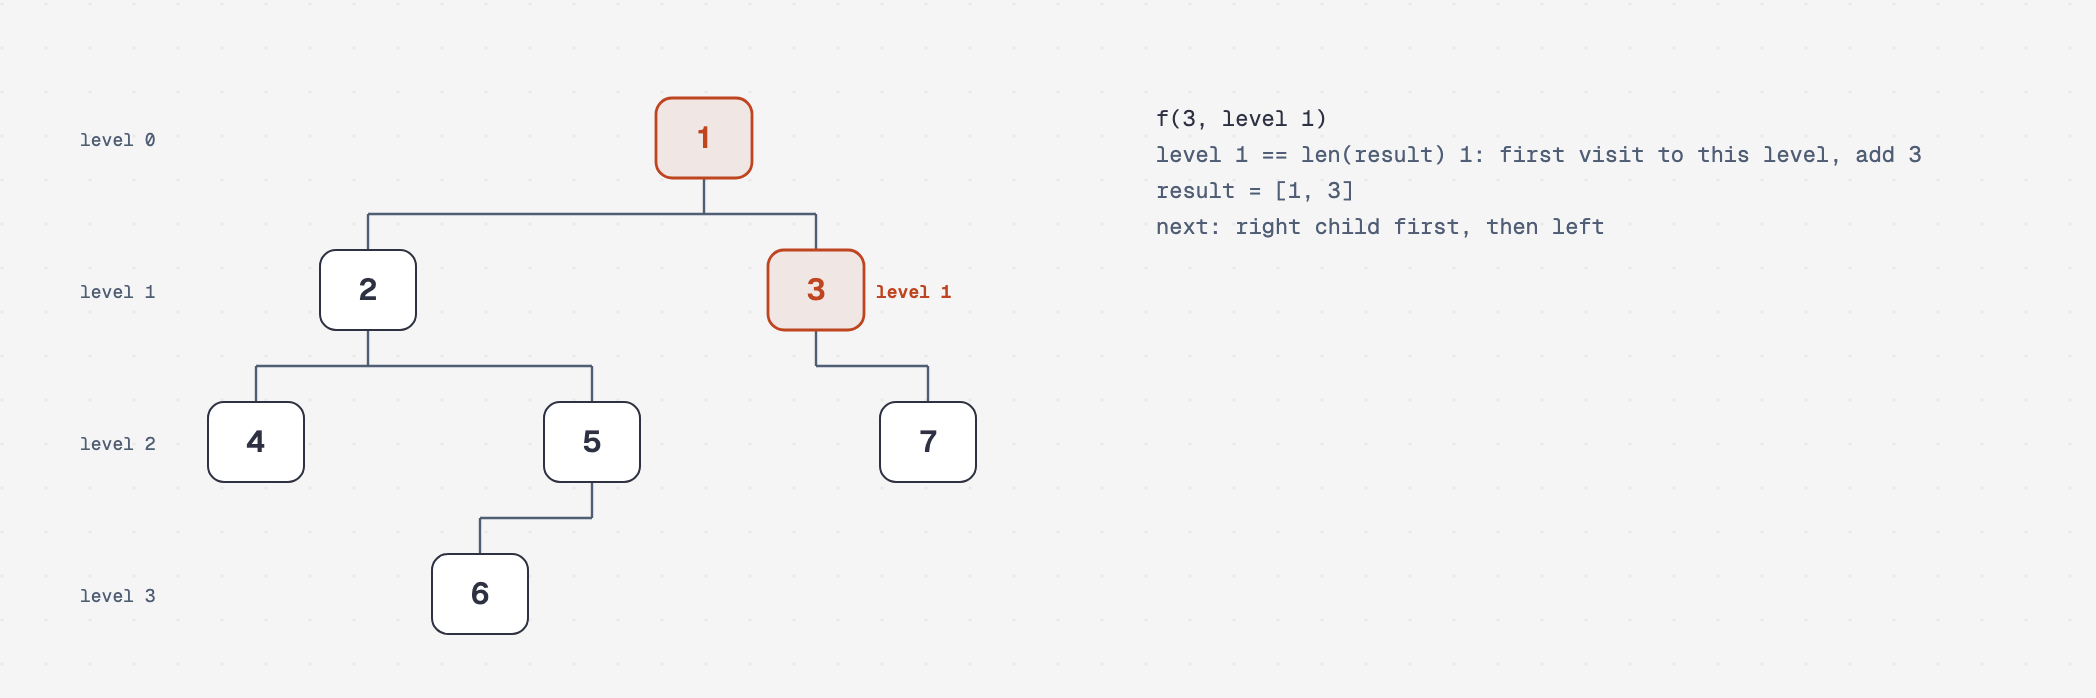 level 0
1
f(3, level 1)
level 1 == len(result) 1: first visit to this level, add 3
result = [1, 3]
next: right child first, then left
level 1
2
3
level 1
level 2
4
5
7
level 3
6